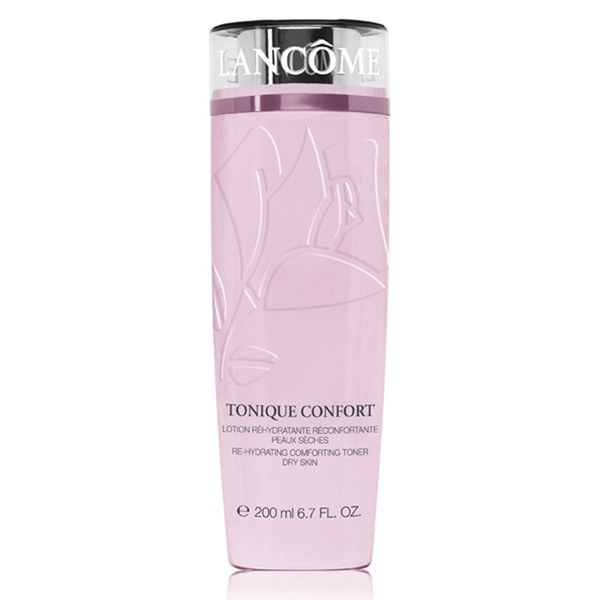 LANCÔME
TONIQUE CONFORT
LOTION RÉHYDRATANTE RÉCONFORTANTE
PEAUX SÈCHES
RE-HYDRATING COMFORTING TONER
DRY SKIN
℮ 200 ml 6.7 FL. OZ.